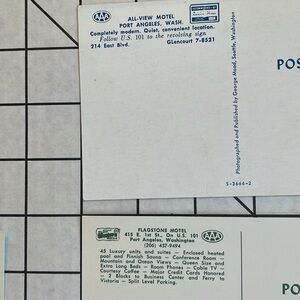 AAA
ALL-VIEW MOTEL
PORT ANGELES, WASH.
Completely modern. Quiet, convenient location.
Follow U.S. 101 to the revolving sign
214 East Blvd. GLencourt 7-8521
POS
Photographed and Published by George Mood, Seattle, Washington
S-2666-2
FLAGSTONE MOTEL
415 E. 1st St., On U.S. 101
Port Angeles, Washington
(206) 457-9494
AAA
45 Luxury units and suites — Enclosed heated
pool and Finnish Sauna — Conference Room —
Mountain and Ocean Views — Queen Size and
Extra Long Beds — Room Phones — Cable TV —
Courtesy Coffee — Major Credit Cards Honored
— 2 Blocks to Business Center and Ferry to
Victoria — Split Level Parking.
PO